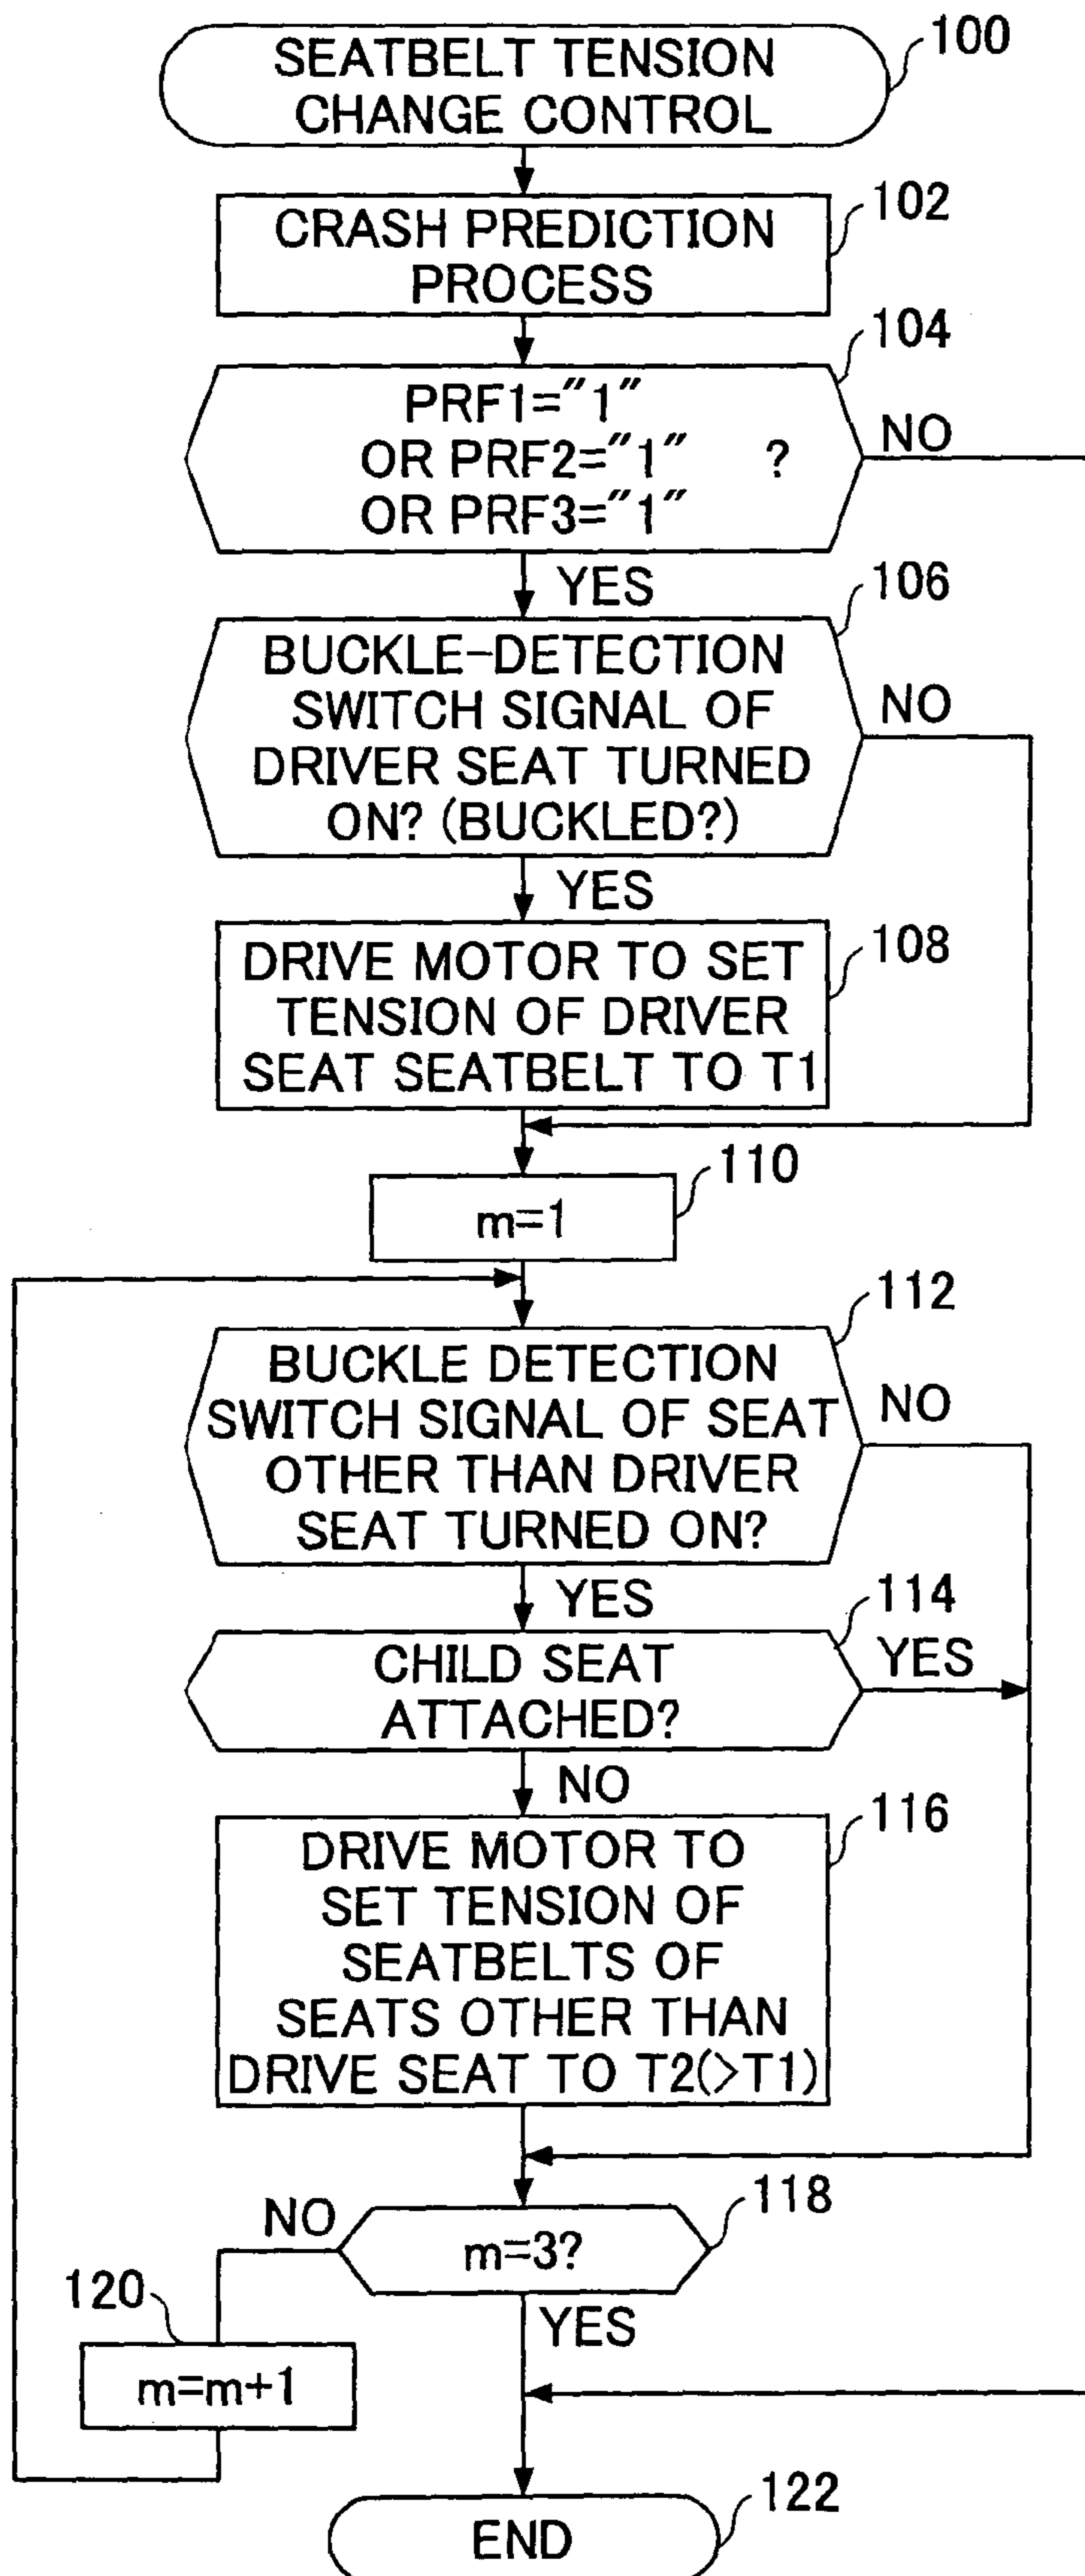 SEATBELT TENSION
CHANGE CONTROL
100
CRASH PREDICTION
PROCESS
102
104
PRF1="1"
OR PRF2="1" ?
OR PRF3="1"
NO
YES
106
BUCKLE-DETECTION
SWITCH SIGNAL OF
DRIVER SEAT TURNED
ON? (BUCKLED?)
NO
YES
108
DRIVE MOTOR TO SET
TENSION OF DRIVER
SEAT SEATBELT TO T1
110
m=1
112
BUCKLE DETECTION
SWITCH SIGNAL OF SEAT
OTHER THAN DRIVER
SEAT TURNED ON?
NO
YES
114
CHILD SEAT
ATTACHED?
YES
NO
116
DRIVE MOTOR TO
SET TENSION OF
SEATBELTS OF
SEATS OTHER THAN
DRIVE SEAT TO T2(>T1)
118
NO
m=3?
120
YES
m=m+1
122
END